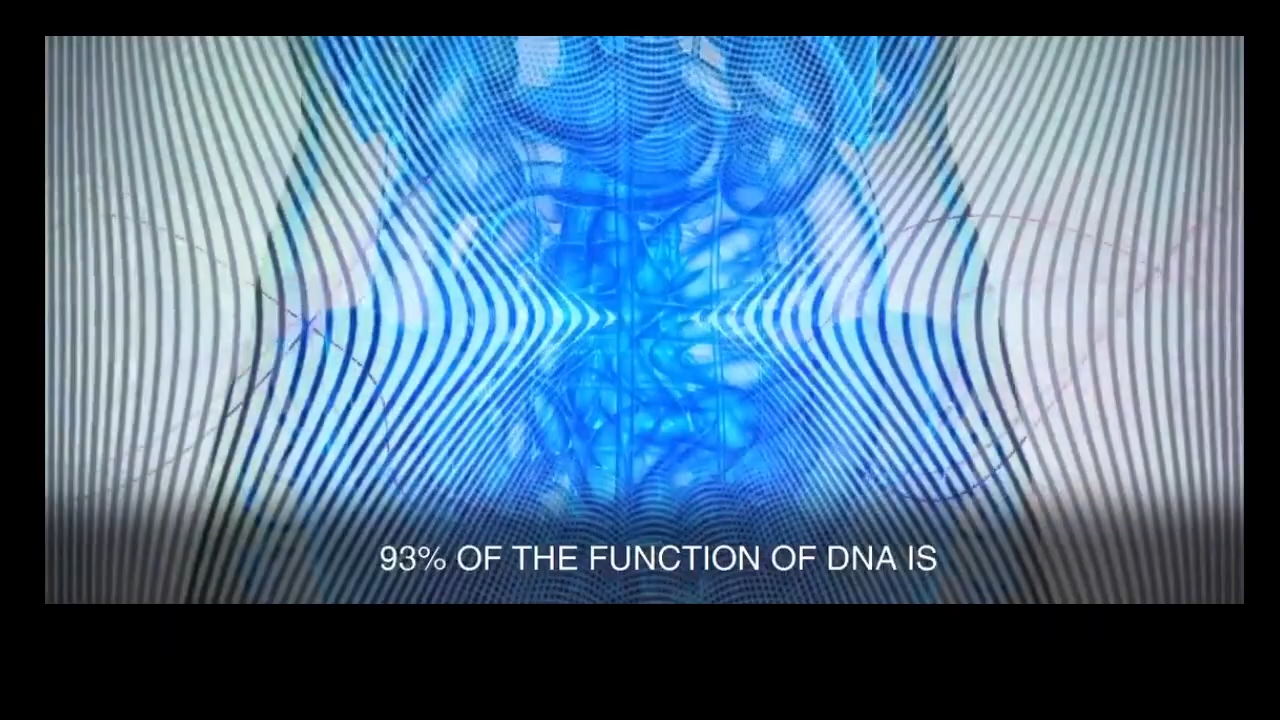 93% OF THE FUNCTION OF DNA IS